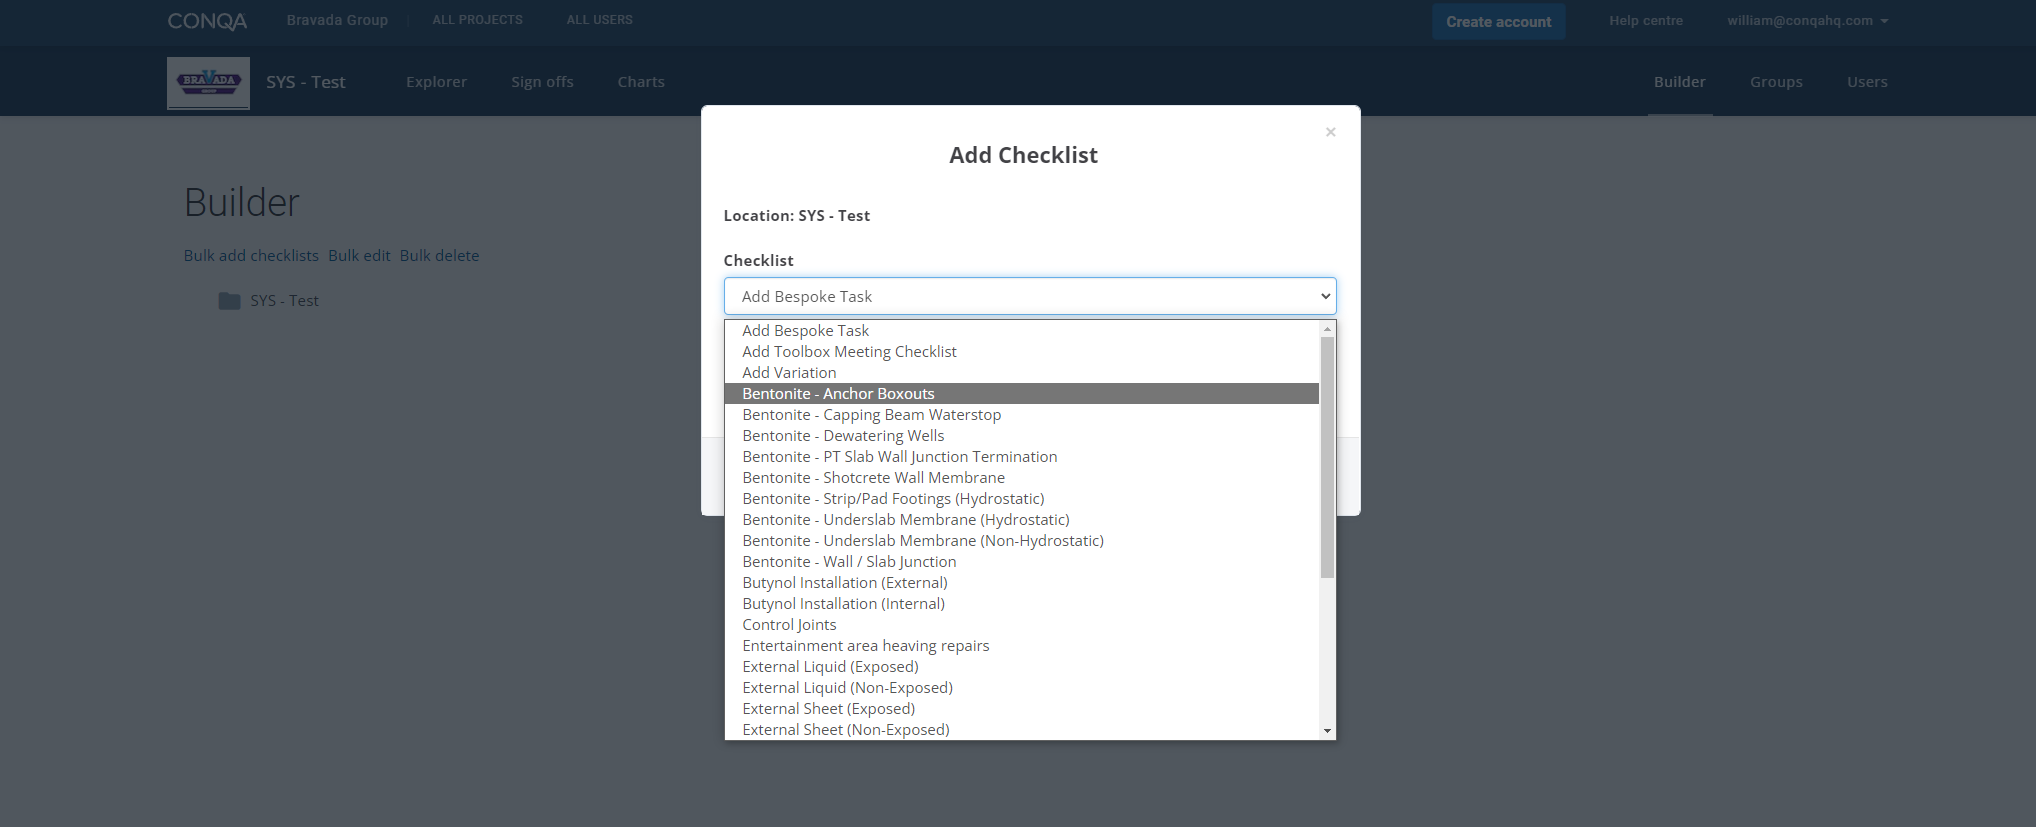 CONQA Bravada Group ALL PROJECTS ALL USERS Create account Help centre william@conqahq.com
BRAVADA SYS - Test Explorer Sign offs Charts Builder Groups Users
×
Add Checklist
Builder
Location: SYS - Test
Bulk add checklists Bulk edit Bulk delete
Checklist
SYS - Test
Add Bespoke Task
Add Bespoke Task
Add Toolbox Meeting Checklist
Add Variation
Bentonite - Anchor Boxouts
Bentonite - Capping Beam Waterstop
Bentonite - Dewatering Wells
Bentonite - PT Slab Wall Junction Termination
Bentonite - Shotcrete Wall Membrane
Bentonite - Strip/Pad Footings (Hydrostatic)
Bentonite - Underslab Membrane (Hydrostatic)
Bentonite - Underslab Membrane (Non-Hydrostatic)
Bentonite - Wall / Slab Junction
Butynol Installation (External)
Butynol Installation (Internal)
Control Joints
Entertainment area heaving repairs
External Liquid (Exposed)
External Liquid (Non-Exposed)
External Sheet (Exposed)
External Sheet (Non-Exposed)